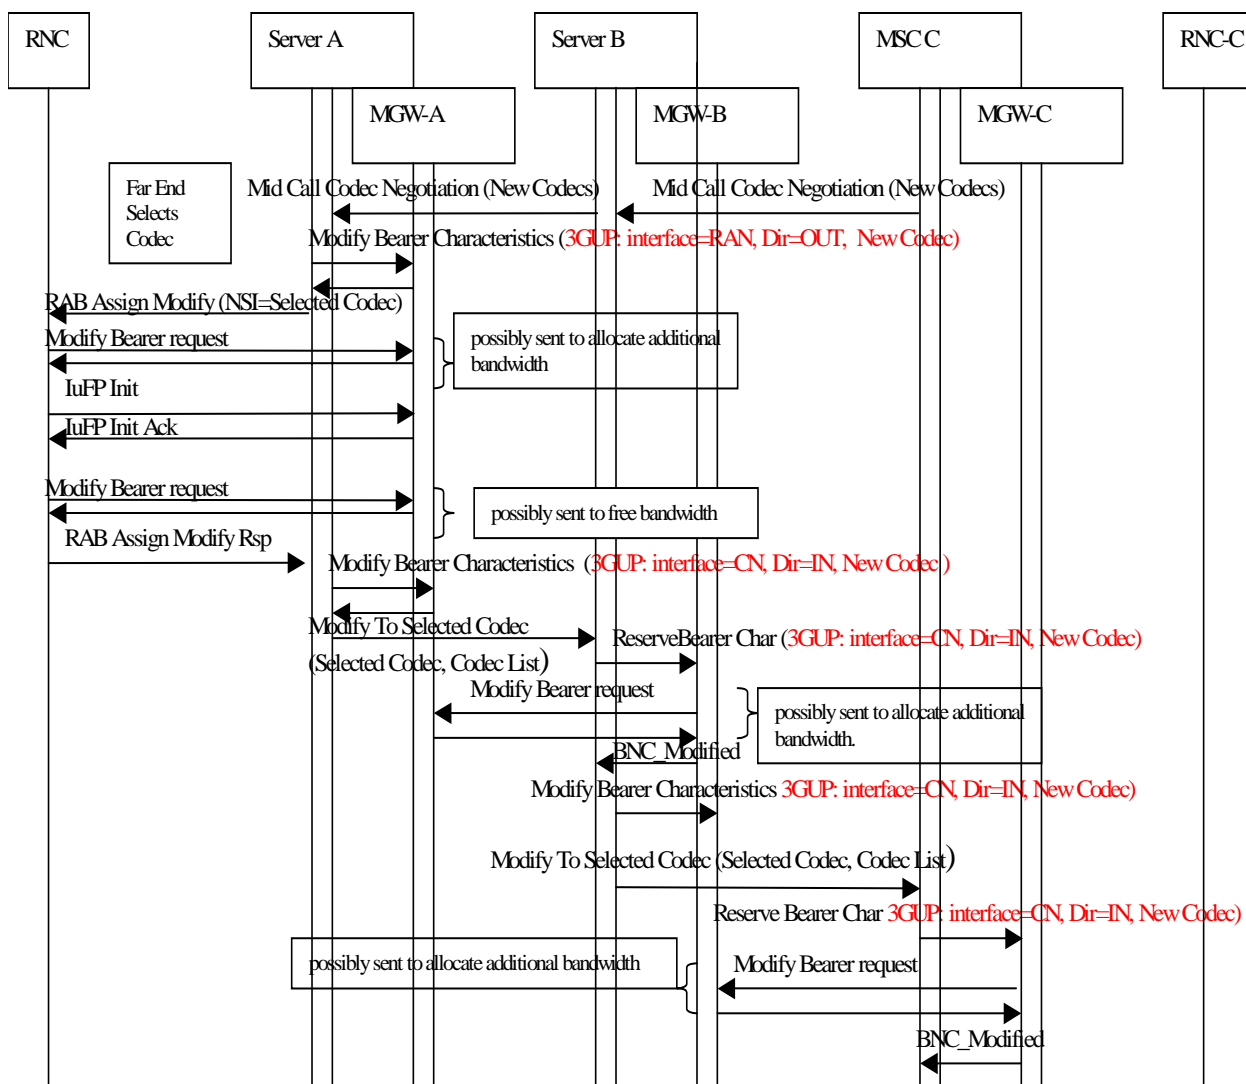 RNC
Server A
Server B
MSC C
RNC-C
MGW-A
MGW-B
MGW-C
Far End
Selects
Codec
Mid Call Codec Negotiation (New Codecs)
Mid Call Codec Negotiation (New Codecs)
Modify Bearer Characteristics (3GUP: interface=RAN, Dir=OUT, New Codec)
RAB Assign Modify (NSI=Selected Codec)
Modify Bearer request
possibly sent to allocate additional
bandwidth
IuFP Init
IuFP Init Ack
Modify Bearer request
possibly sent to free bandwidth
RAB Assign Modify Rsp
Modify Bearer Characteristics (3GUP: interface=CN, Dir=IN, New Codec )
Modify To Selected Codec
(Selected Codec, Codec List)
ReserveBearer Char (3GUP: interface=CN, Dir=IN, New Codec)
Modify Bearer request
possibly sent to allocate additional
bandwidth.
BNC_Modified
Modify Bearer Characteristics 3GUP: interface=CN, Dir=IN, New Codec)
Modify To Selected Codec (Selected Codec, Codec List)
Reserve Bearer Char 3GUP: interface=CN, Dir=IN, New Codec)
possibly sent to allocate additional bandwidth
Modify Bearer request
BNC_Modified